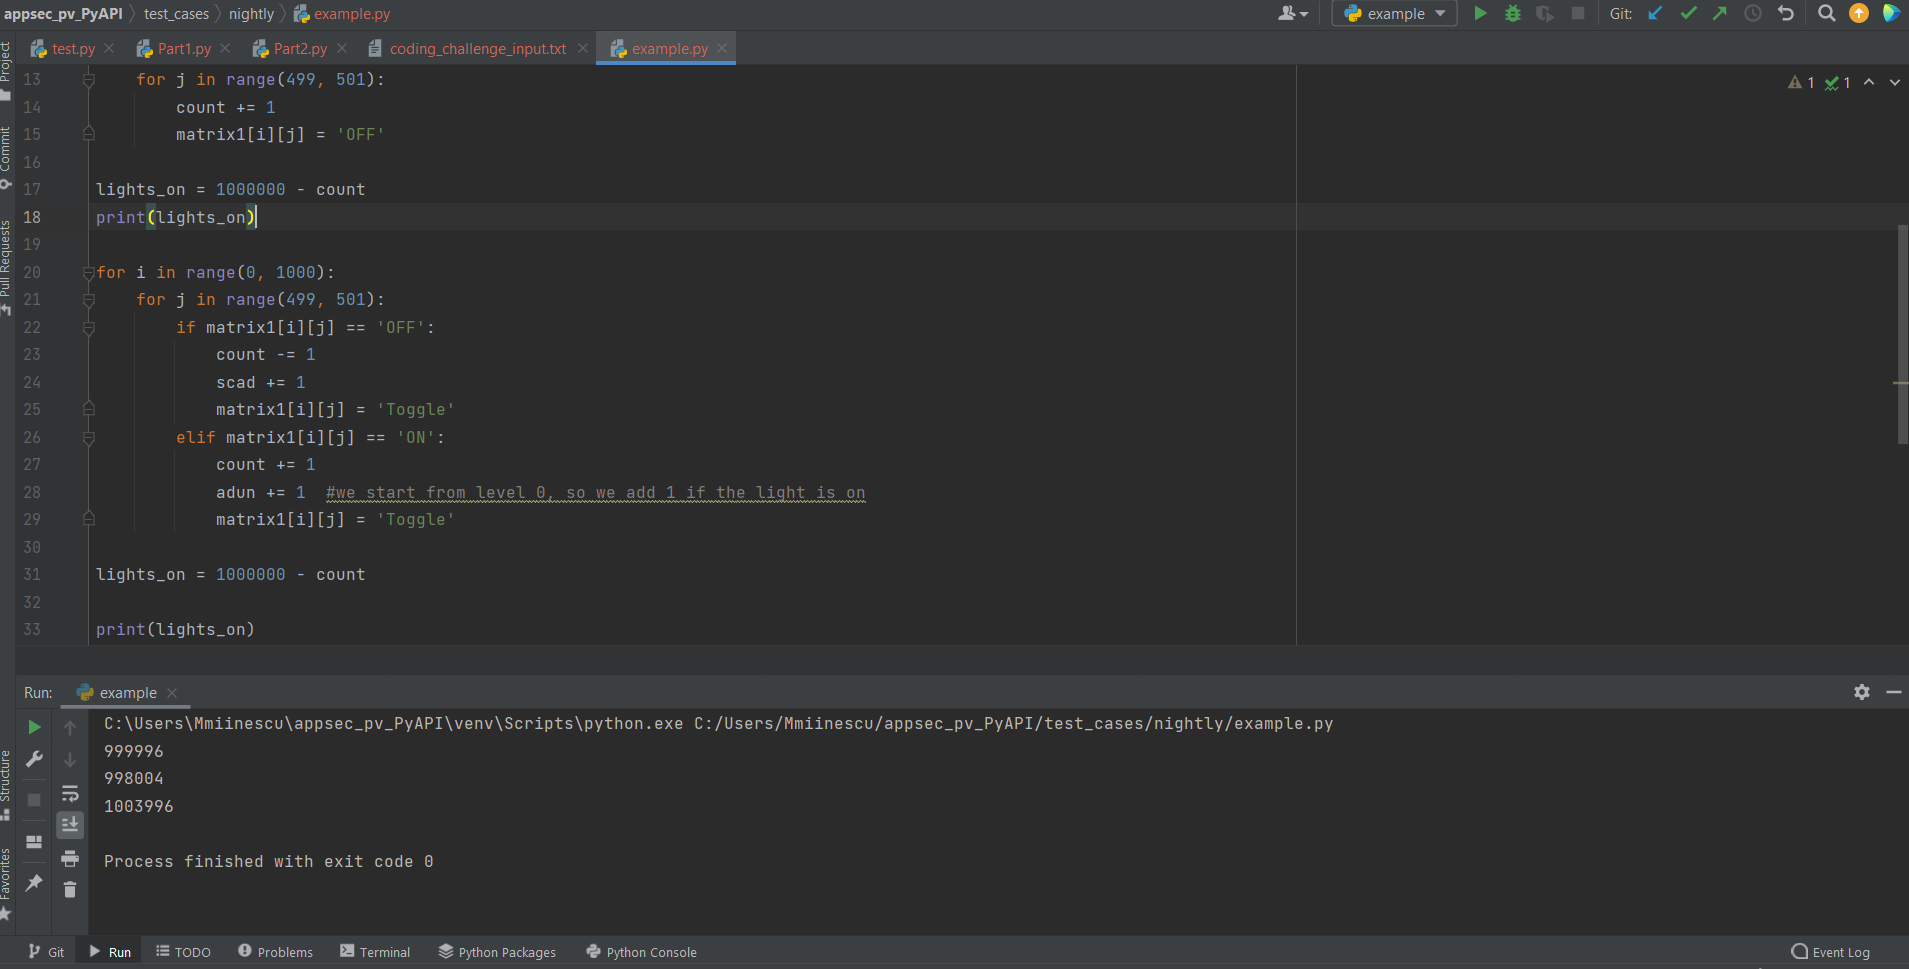 appsec_pv_PyAPI test_cases nightly example.py
example
Git:
test.py Part1.py Part2.py coding_challenge_input.txt example.py
Project
Commit
Pull Requests
1 1
13 for j in range(499, 501):
14 count += 1
15 matrix1[i][j] = 'OFF'
16
17 lights_on = 1000000 - count
18 print(lights_on)
19
20 for i in range(0, 1000):
21 for j in range(499, 501):
22 if matrix1[i][j] == 'OFF':
23 count -= 1
24 scad += 1
25 matrix1[i][j] = 'Toggle'
26 elif matrix1[i][j] == 'ON':
27 count += 1
28 adun += 1 #we start from level 0, so we add 1 if the light is on
29 matrix1[i][j] = 'Toggle'
30
31 lights_on = 1000000 - count
32
33 print(lights_on)
Run: example
C:\Users\Mmiinescu\appsec_pv_PyAPI\venv\Scripts\python.exe C:/Users/Mmiinescu/appsec_pv_PyAPI/test_cases/nightly/example.py
999996
998004
1003996
Process finished with exit code 0
Structure
Favorites
Git Run TODO Problems Terminal Python Packages Python Console Event Log